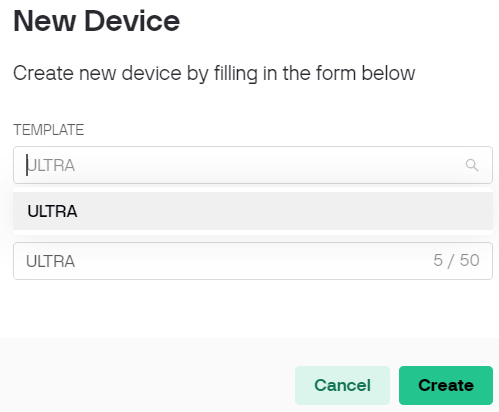 New Device
Create new device by filling in the form below
TEMPLATE
ULTRA
ULTRA
ULTRA 5 / 50
Cancel Create